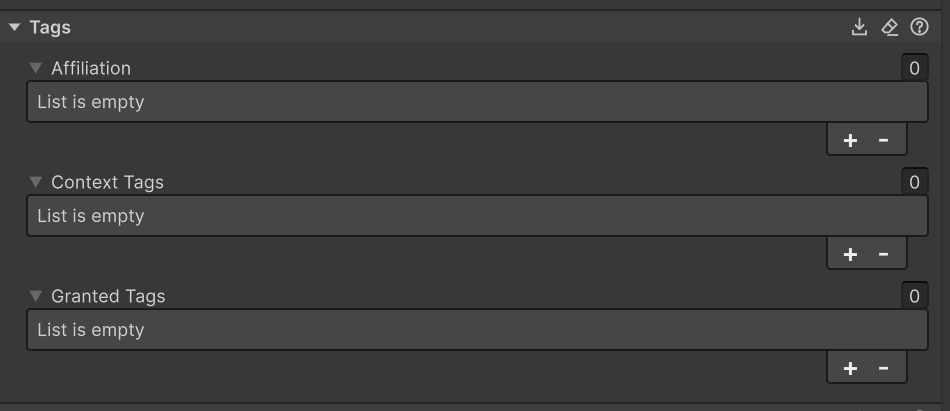 Tags
Affiliation 0
List is empty
+ -
Context Tags 0
List is empty
+ -
Granted Tags 0
List is empty
+ -